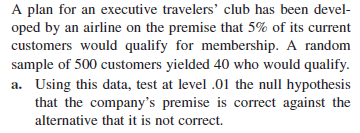 A plan for an executive travelers' club has been devel-
oped by an airline on the premise that 5% of its current
customers would qualify for membership. A random
sample of 500 customers yielded 40 who would qualify.
a. Using this data, test at level .01 the null hypothesis
that the company's premise is correct against the
alternative that it is not correct.